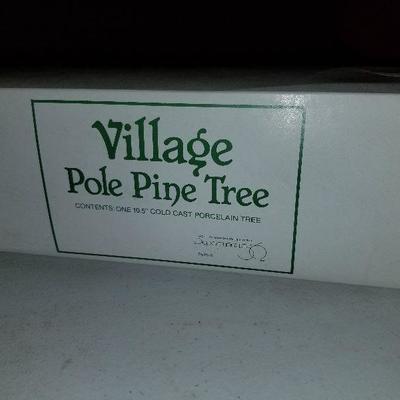 Village
Pole Pine Tree
CONTENTS: ONE 10.5" COLD CAST PORCELAIN TREE